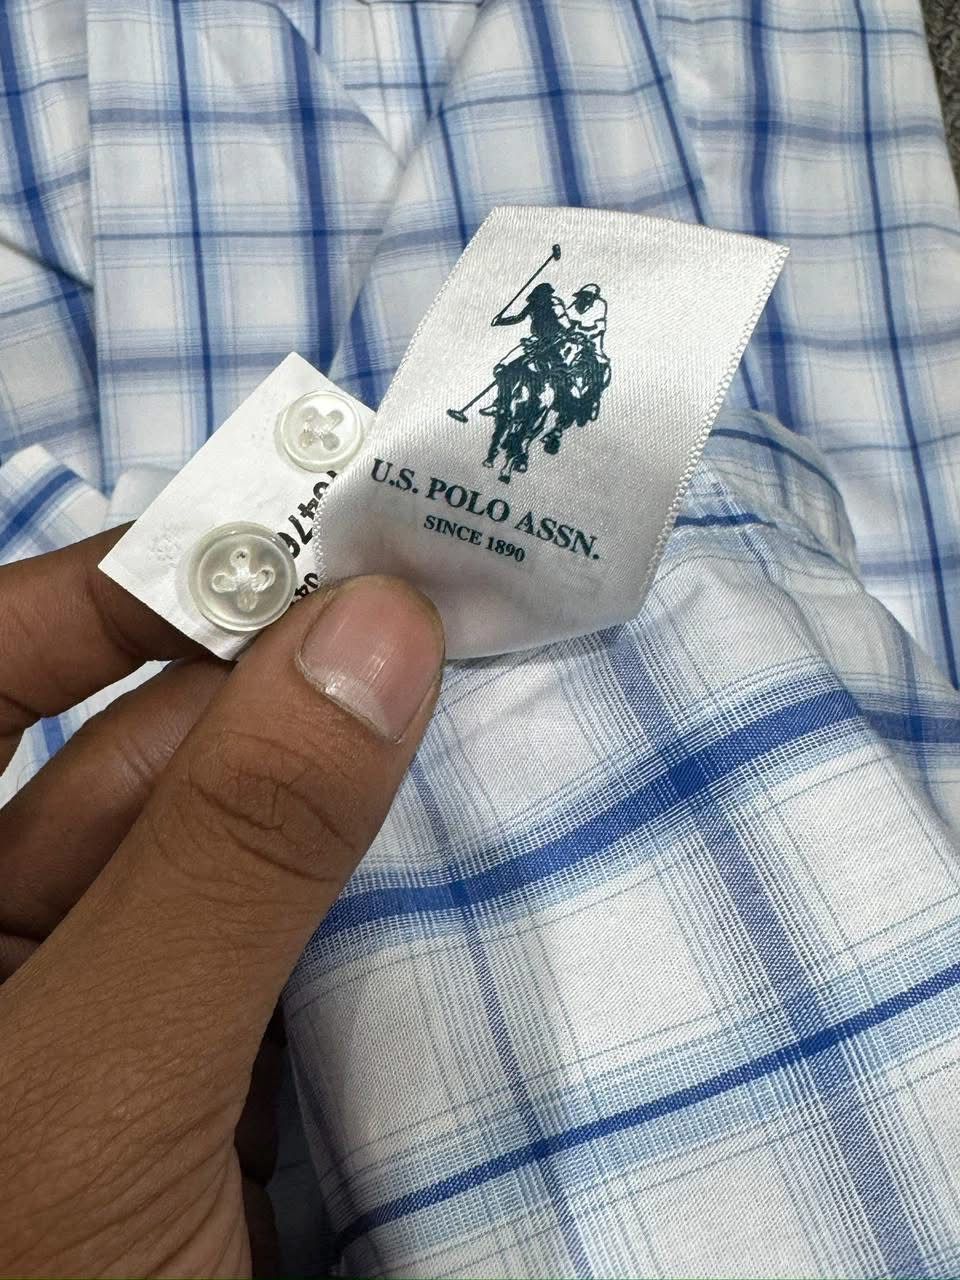 U.S. POLO ASSN.
SINCE 1890